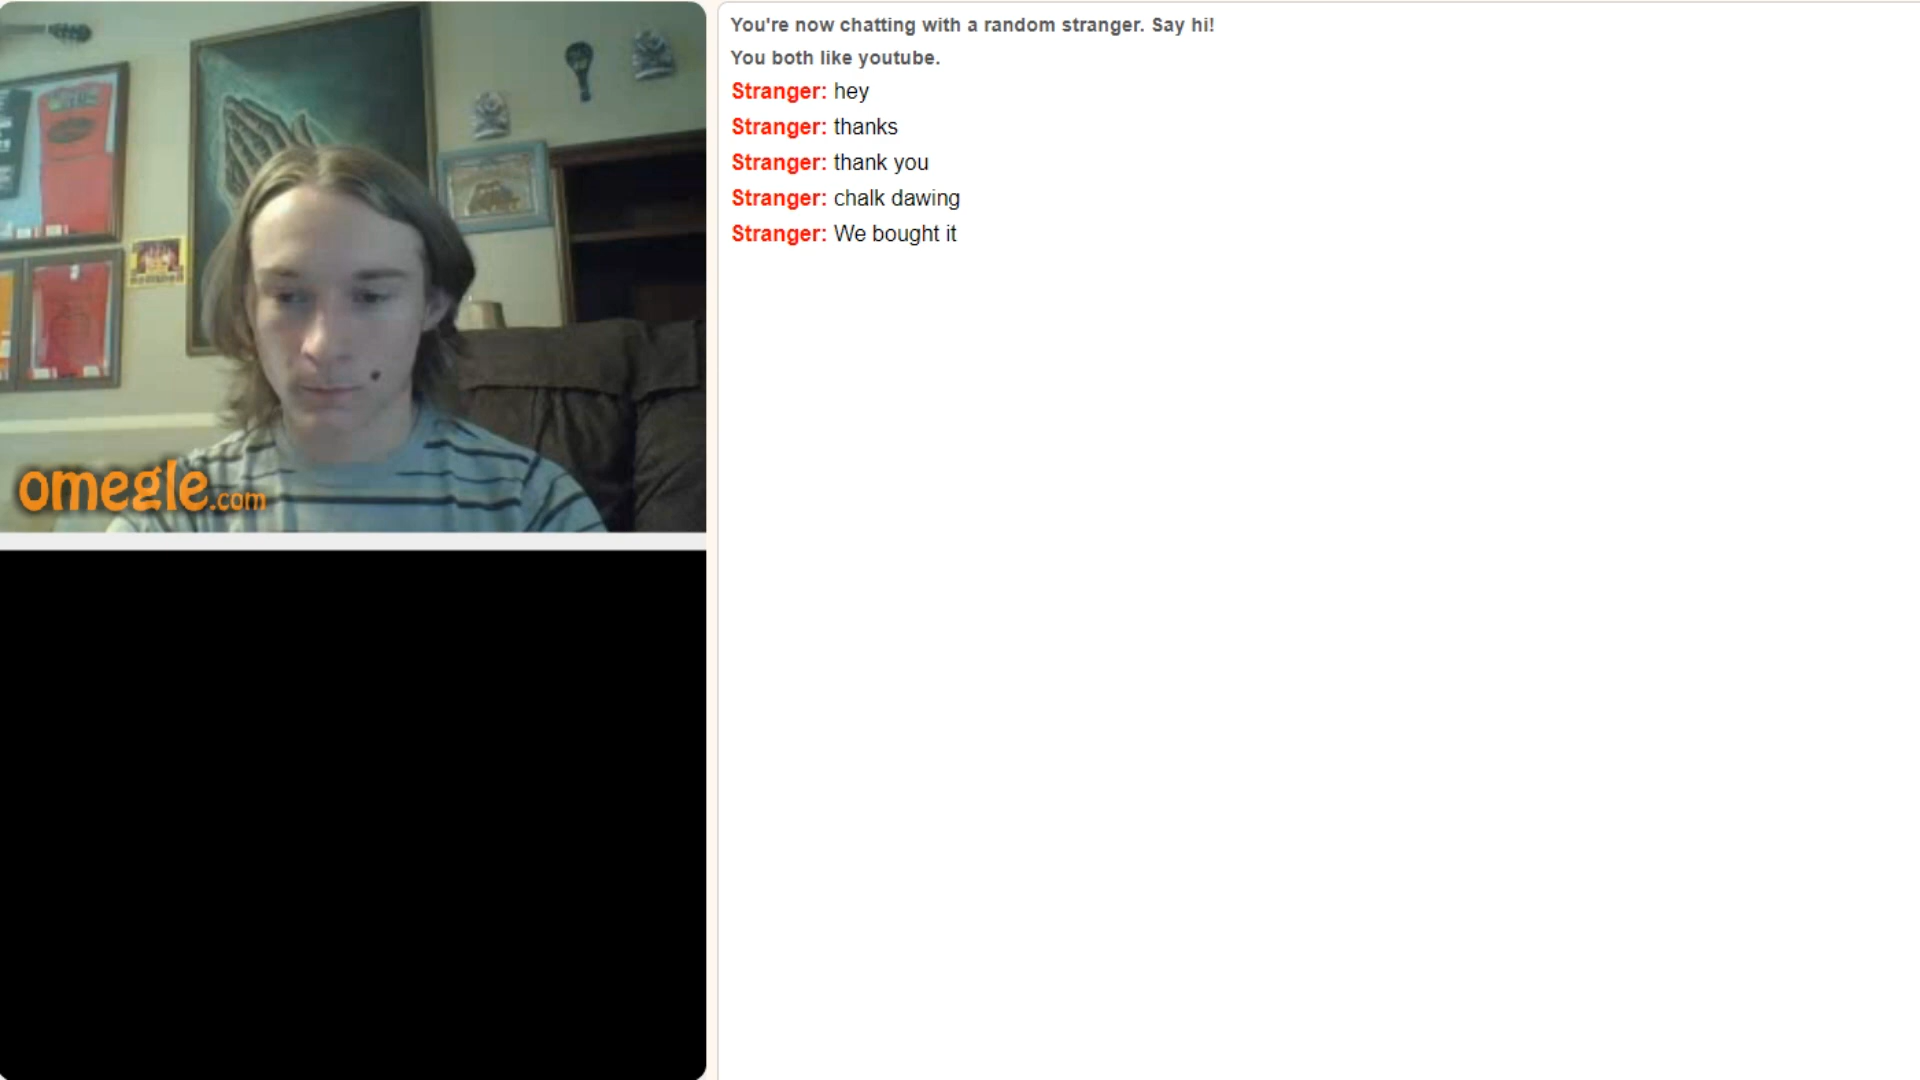 You're now chatting with a random stranger. Say hi!
You both like youtube.
Stranger: hey
Stranger: thanks
Stranger: thank you
Stranger: chalk dawing
Stranger: We bought it
omegle.com